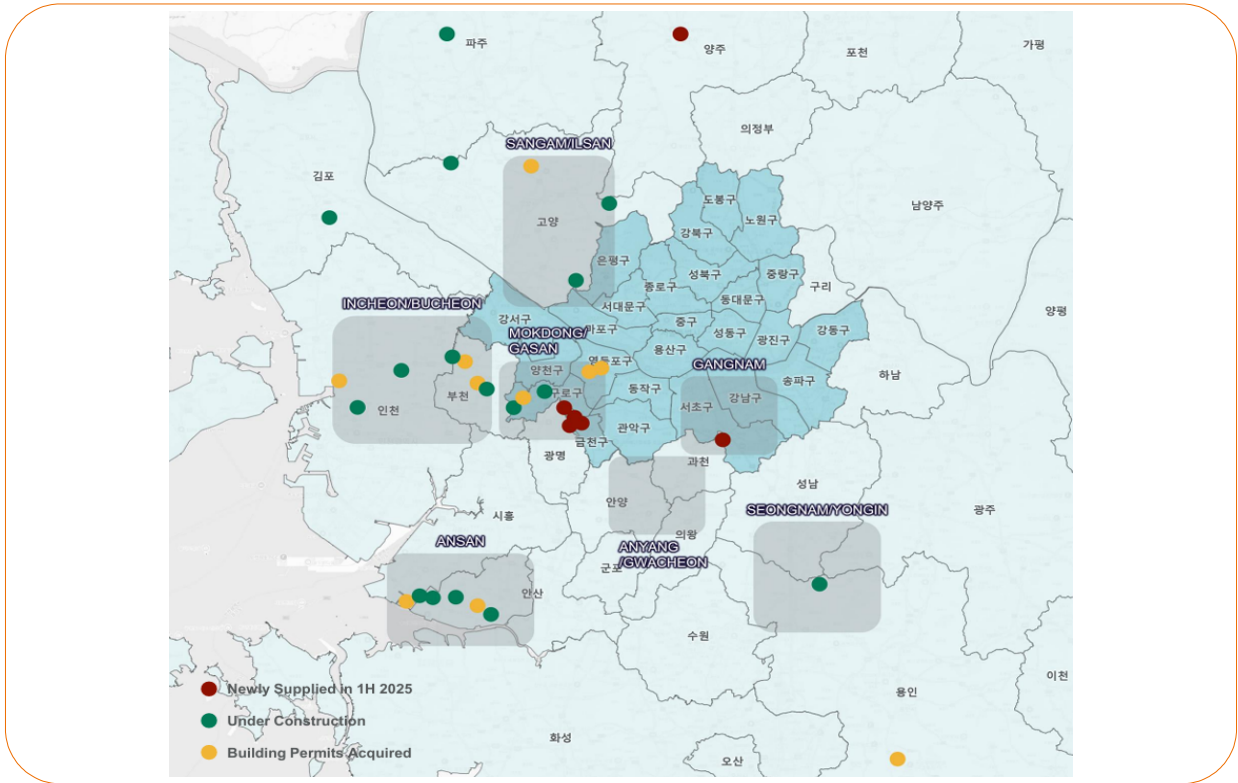 파주
양주
포천
가평
의정부
SANGAM/ILSAN
김포
고양
도봉구
노원구
남양주
강북구
은평구
성북구
중랑구
종로구
구리
서대문구
동대문구
INCHEON/BUCHEON
양평
강서구
마포구
중구
성동구
광진구
강동구
MOKDONG/
GASAN
용산구
영등포구
GANGNAM
양천구
하남
송파구
동작구
구로구
부천
강남구
서초구
인천
관악구
금천구
광명
과천
성남
안양
SEONGNAM/YONGIN
광주
시흥
의왕
ANSAN
ANYANG
/GWACHEON
군포
안산
수원
이천
Newly Supplied in 1H 2025
용인
Under Construction
화성
Building Permits Acquired
오산